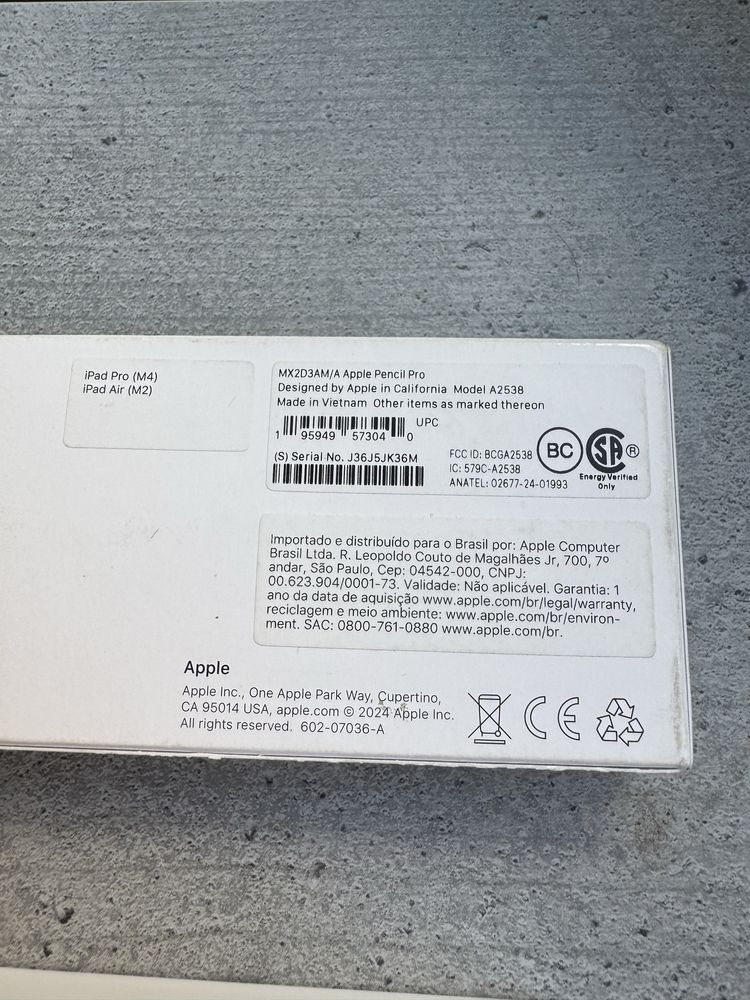 iPad Pro (M4)
iPad Air (M2)
MX2D3AM/A Apple Pencil Pro
Designed by Apple in California Model A2538
Made in Vietnam Other items as marked thereon
UPC
1 95949 57304 0
(S) Serial No. J36J5JK36M
FCC ID: BCGA2538
IC: 579C-A2538
ANATEL: 02677-24-01993
BC
SA ®
Energy Verified
Only
Importado e distribuído para o Brasil por: Apple Computer
Brasil Ltda. R. Leopoldo Couto de Magalhães Jr, 700, 7º
andar, São Paulo, Cep: 04542-000, CNPJ:
00.623.904/0001-73. Validade: Não aplicável. Garantia: 1
ano da data de aquisição www.apple.com/br/legal/warranty,
reciclagem e meio ambiente: www.apple.com/br/environ-
ment. SAC: 0800-761-0880 www.apple.com/br.
Apple
Apple Inc., One Apple Park Way, Cupertino,
CA 95014 USA, apple.com © 2024 Apple Inc.
All rights reserved. 602-07036-A
CE